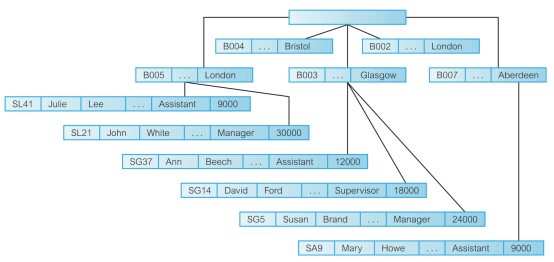 B004 ... Bristol B002 ... London
B005 ... London B003 ... Glasgow B007 ... Aberdeen
SL41 Julie Lee ... Assistant 9000
SL21 John White ... Manager 30000
SG37 Ann Beech ... Assistant 12000
SG14 David Ford ... Supervisor 18000
SG5 Susan Brand ... Manager 24000
SA9 Mary Howe ... Assistant 9000